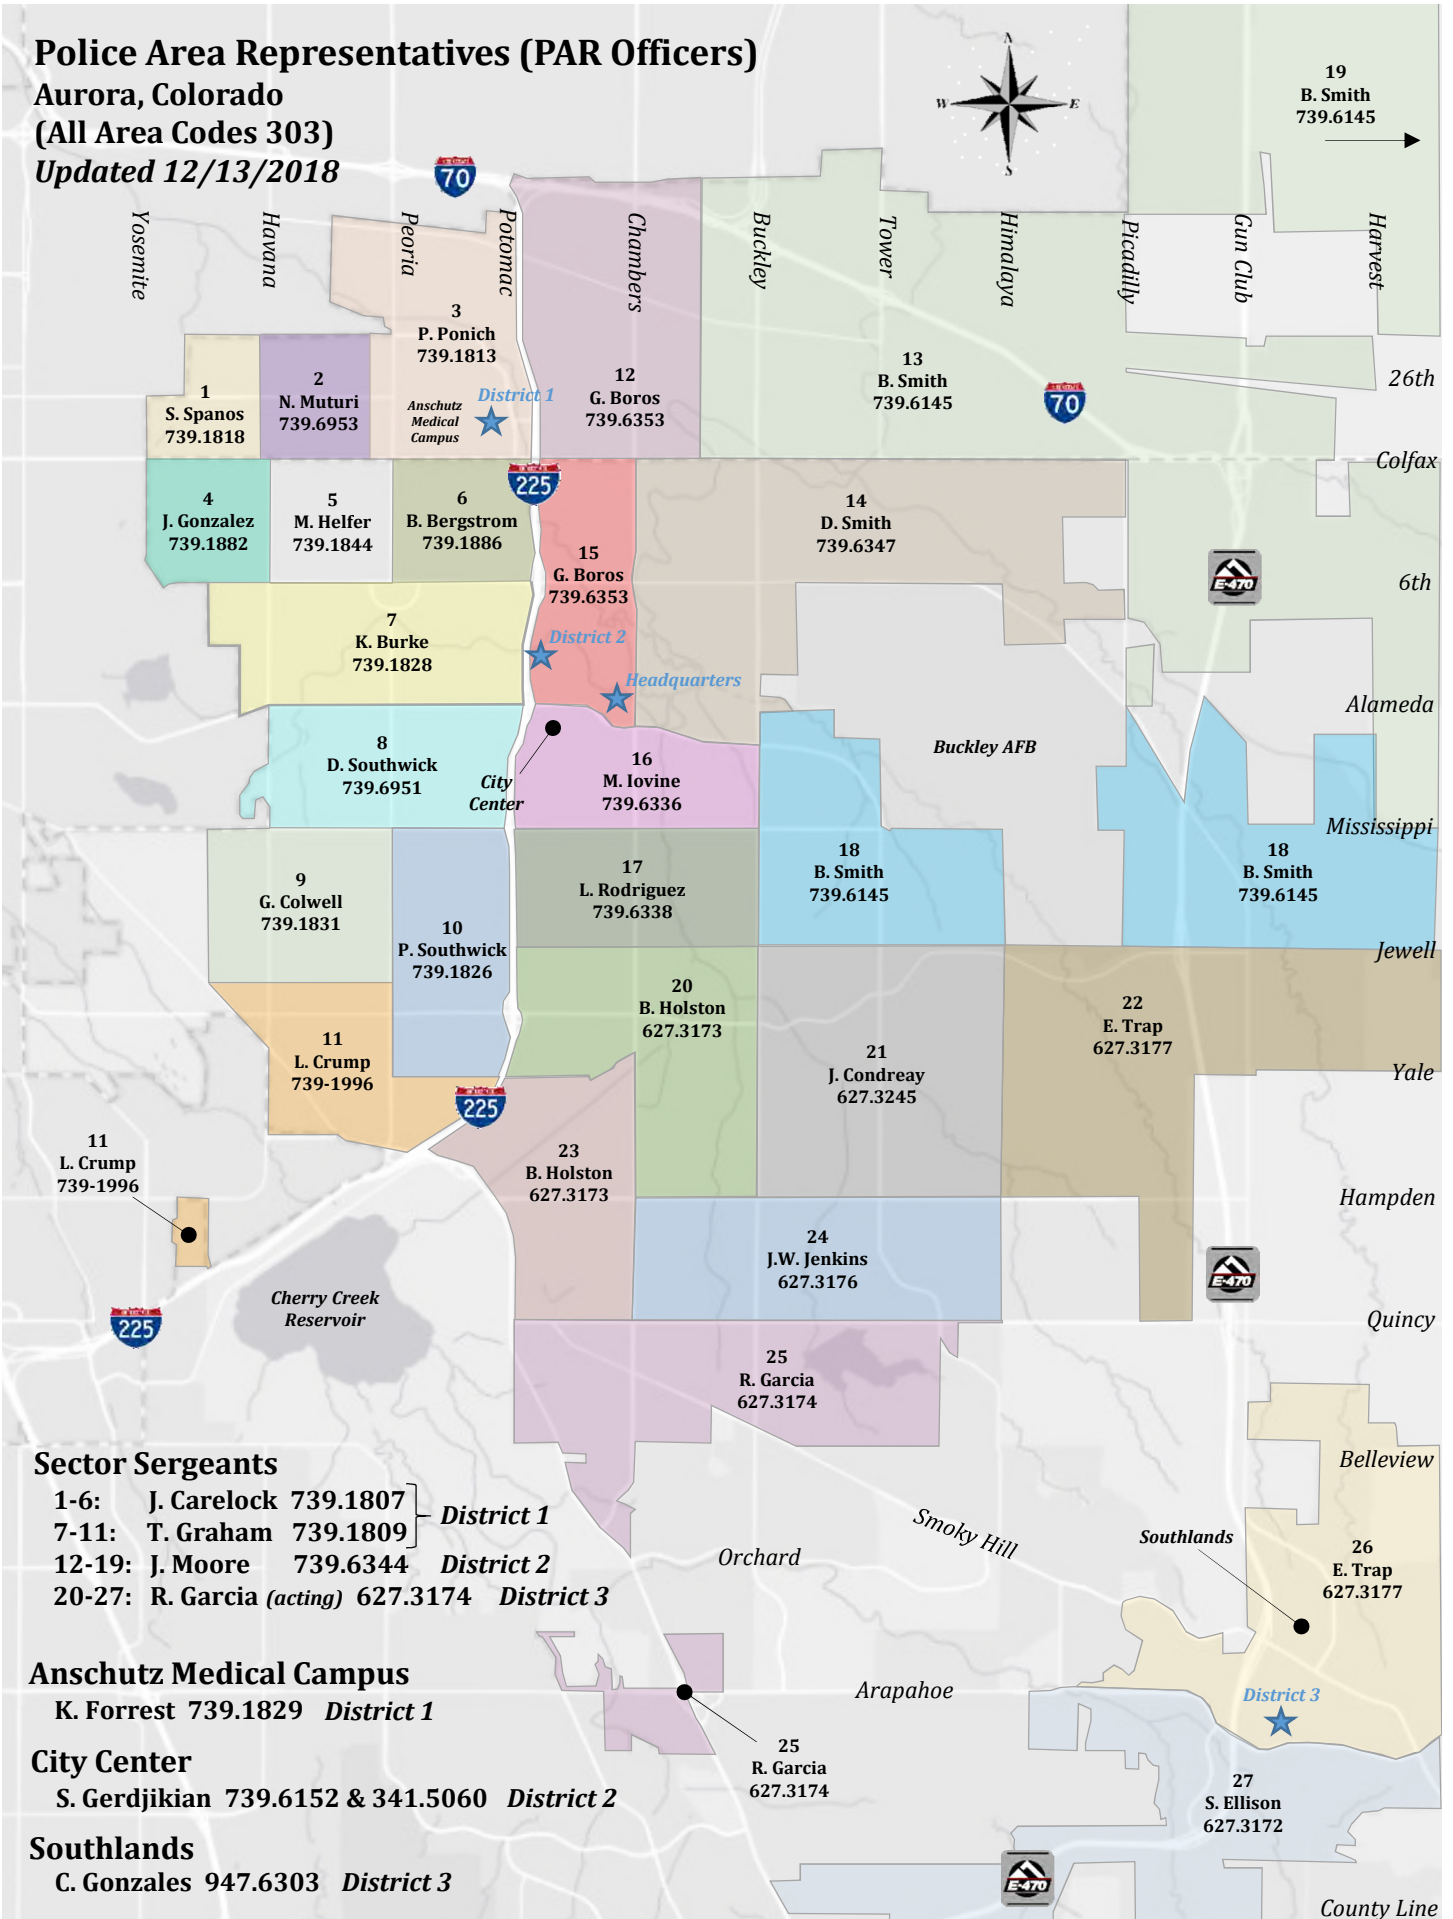 Police Area Representatives (PAR Officers)
Aurora, Colorado
(All Area Codes 303)
Updated 12/13/2018
N
W
E
S
19
B. Smith
739.6145
70
Yosemite
Havana
Peoria
Potomac
Chambers
Buckley
Tower
Himalaya
Picadilly
Gun Club
Harvest
3
P. Ponich
739.1813
1
S. Spanos
739.1818
2
N. Muturi
739.6953
Anschutz
Medical
Campus
District 1
12
G. Boros
739.6353
13
B. Smith
739.6145
70
26th
Colfax
4
J. Gonzalez
739.1882
5
M. Helfer
739.1844
6
B. Bergstrom
739.1886
225
15
G. Boros
739.6353
14
D. Smith
739.6347
E-470
6th
7
K. Burke
739.1828
District 2
Headquarters
Alameda
8
D. Southwick
739.6951
City
Center
16
M. Iovine
739.6336
Buckley AFB
Mississippi
9
G. Colwell
739.1831
10
P. Southwick
739.1826
17
L. Rodriguez
739.6338
18
B. Smith
739.6145
18
B. Smith
739.6145
Jewell
11
L. Crump
739-1996
20
B. Holston
627.3173
21
J. Condreay
627.3245
22
E. Trap
627.3177
Yale
225
11
L. Crump
739-1996
23
B. Holston
627.3173
Hampden
24
J.W. Jenkins
627.3176
E-470
Cherry Creek
Reservoir
225
Quincy
25
R. Garcia
627.3174
Belleview
Sector Sergeants
1-6: J. Carelock 739.1807
7-11: T. Graham 739.1809
District 1
12-19: J. Moore 739.6344 District 2
20-27: R. Garcia (acting) 627.3174 District 3
Smoky Hill
Orchard
Southlands
26
E. Trap
627.3177
Anschutz Medical Campus
K. Forrest 739.1829 District 1
Arapahoe
District 3
25
R. Garcia
627.3174
City Center
S. Gerdjikian 739.6152 & 341.5060 District 2
27
S. Ellison
627.3172
Southlands
C. Gonzales 947.6303 District 3
E-470
County Line